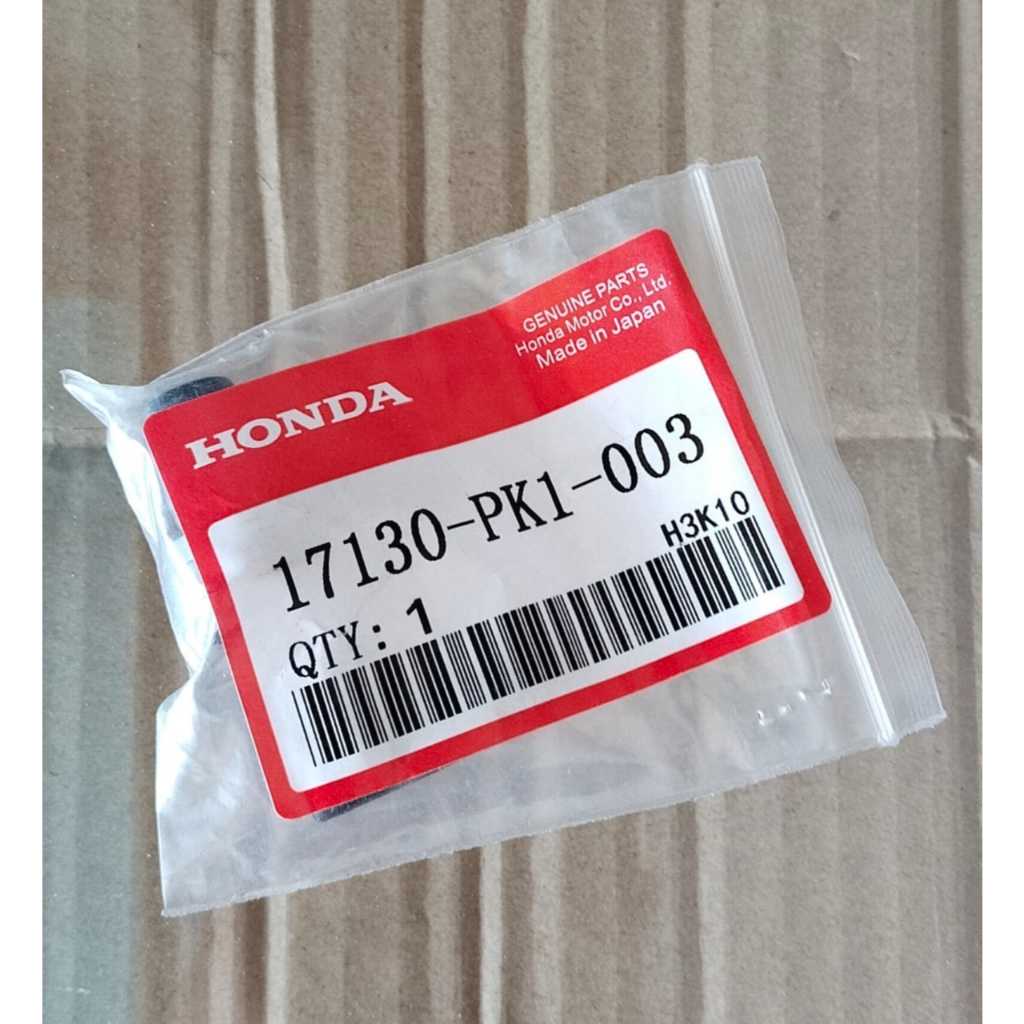 GENUINE PARTS
Honda Motor Co., Ltd.
Made in Japan
HONDA
17130-PK1-003
H3K10
QTY: 1